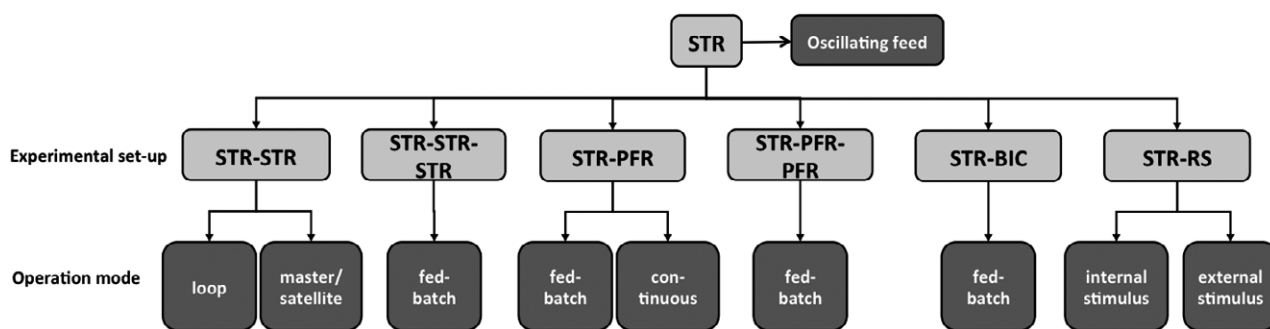 STR
Oscillating feed
Experimental set-up
STR-STR
STR-STR-
STR
STR-PFR
STR-PFR-
PFR
STR-BIC
STR-RS
Operation mode
loop
master/
satellite
fed-
batch
fed-
batch
con-
tinuous
fed-
batch
fed-
batch
internal
stimulus
external
stimulus